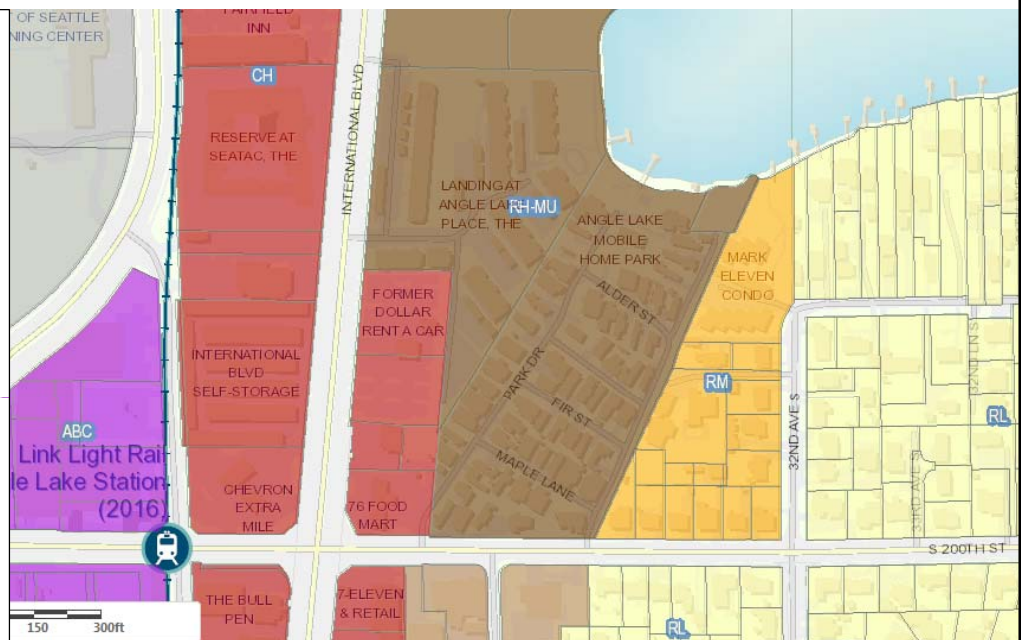 OF SEATTLE
NING CENTER
FAIRFIELD
INN
CH
RESERVE AT
SEATAC, THE
INTERNATIONAL BLVD
LANDING AT
ANGLE LAKE
PLACE, THE
RH-MU
ANGLE LAKE
MOBILE
HOME PARK
MARK
ELEVEN
CONDO
ALDER ST
FORMER
DOLLAR
RENT A CAR
INTERNATIONAL
BLVD
SELF-STORAGE
PARK DR
FIR ST
RM
32ND AVE S
32ND LN S
RL
ABC
Link Light Rail
le Lake Station
(2016)
MAPLE LANE
33RD AVE S
CHEVRON
EXTRA
MILE
76 FOOD
MART
S 200TH ST
THE BULL
PEN
7-ELEVEN
& RETAIL
RL
150 300ft